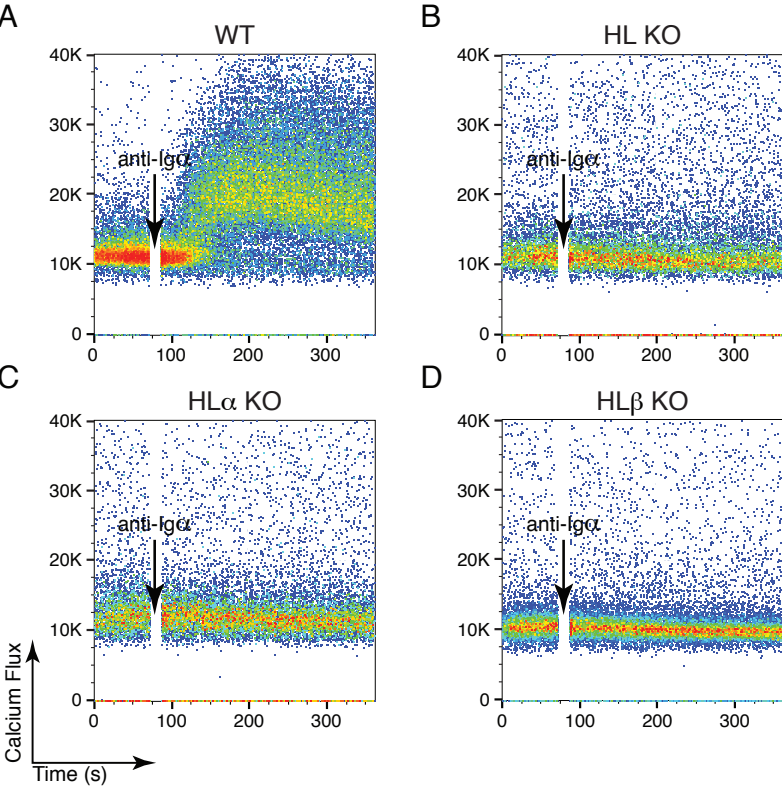 A
WT
40K
30K
20K
10K
0
anti-Igα
0 100 200 300
B
HL KO
40K
30K
20K
10K
0
anti-Igα
0 100 200 300
C
HLα KO
40K
30K
20K
10K
0
anti-Igα
0 100 200 300
D
HLβ KO
40K
30K
20K
10K
0
anti-Igα
0 100 200 300
Calcium Flux
Time (s)